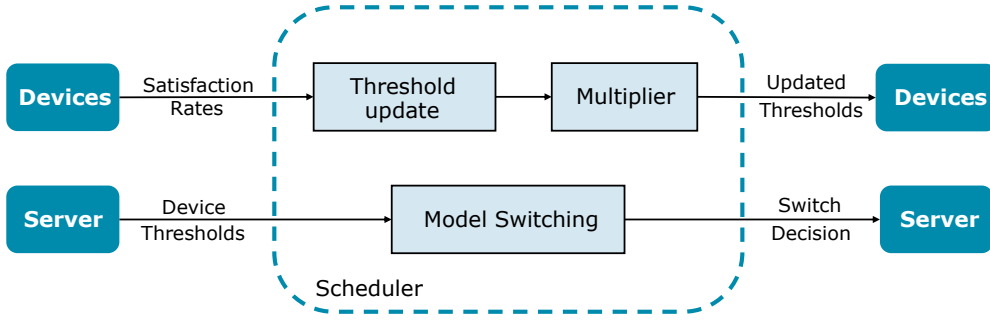 Devices
Satisfaction
Rates
Threshold
update
Multiplier
Updated
Thresholds
Devices
Server
Device
Thresholds
Model Switching
Switch
Decision
Server
Scheduler